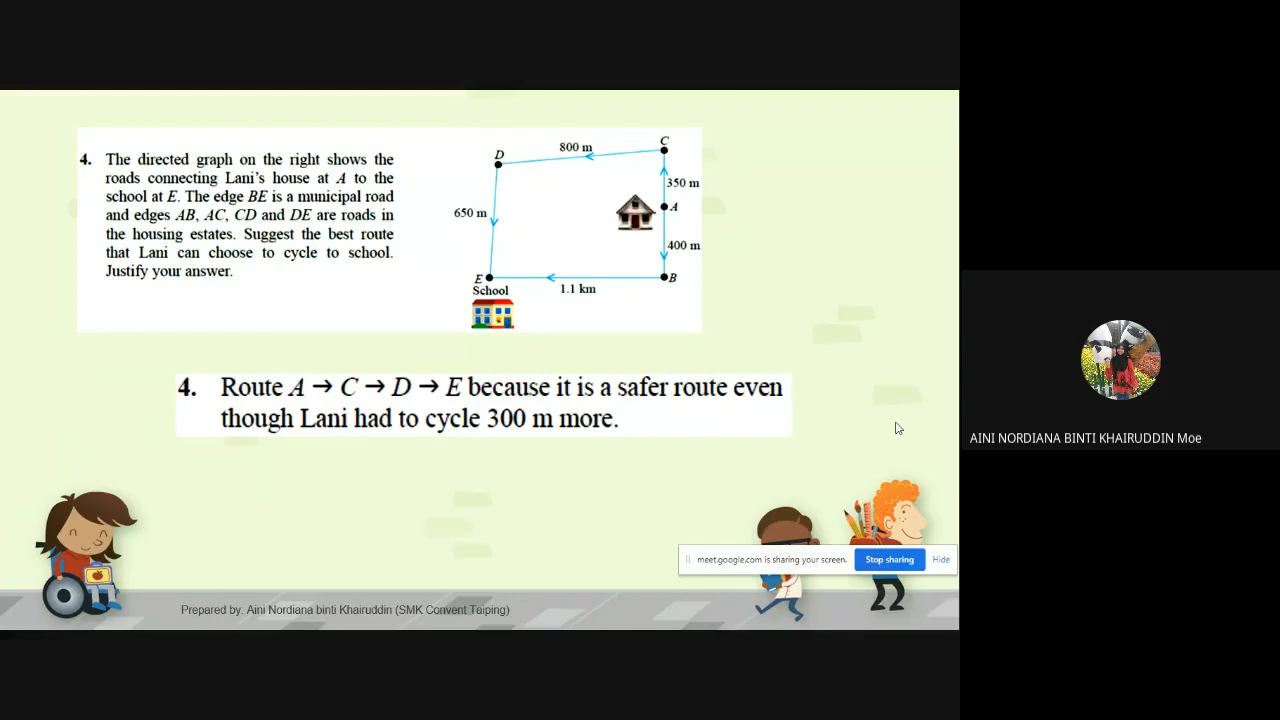 4. The directed graph on the right shows the
roads connecting Lani's house at A to the
school at E. The edge BE is a municipal road
and edges AB, AC, CD and DE are roads in
the housing estates. Suggest the best route
that Lani can choose to cycle to school.
Justify your answer.
C
800 m
D
350 m
A
650 m
400 m
E
B
School
1.1 km
4. Route A → C → D → E because it is a safer route even
though Lani had to cycle 300 m more.
AINI NORDIANA BINTI KHAIRUDDIN Moe
meet.google.com is sharing your screen.
Stop sharing
Hide
Prepared by: Aini Nordiana binti Khairuddin (SMK Convent Taiping)